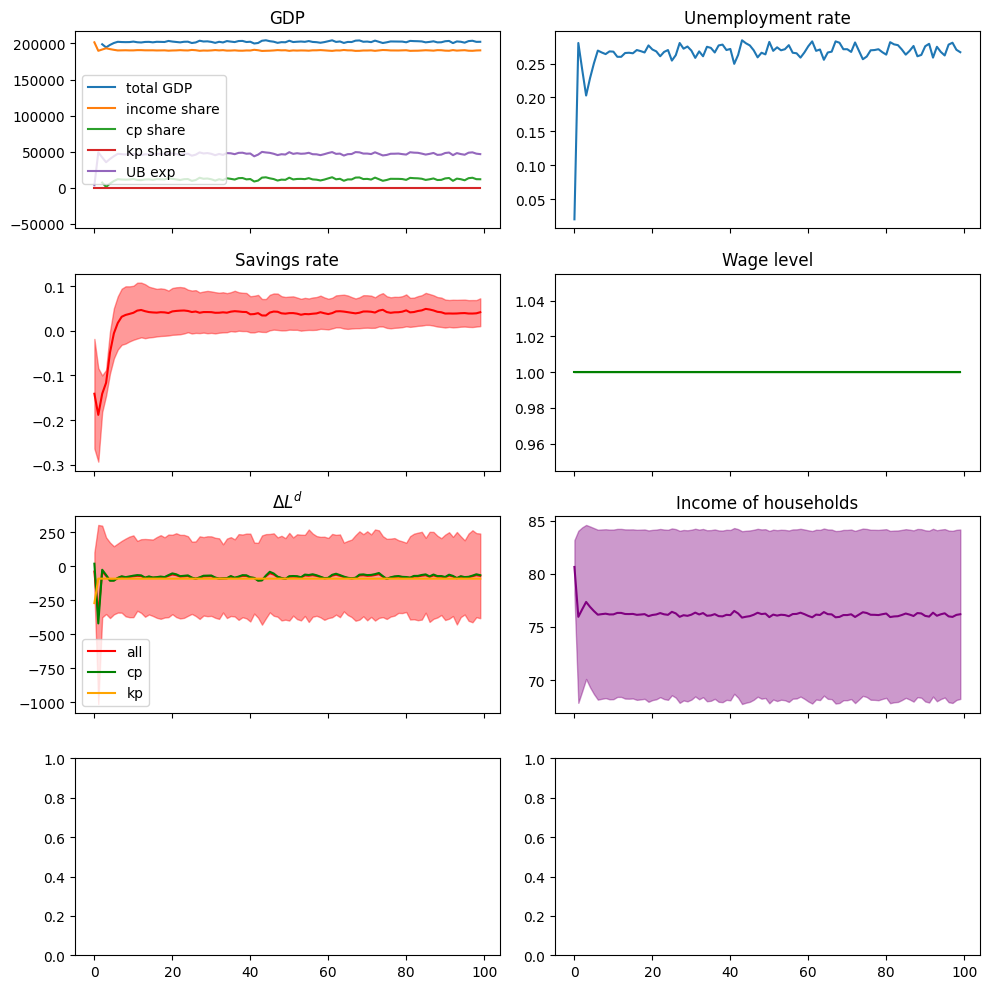 GDP
200000
150000
100000
50000
0
−50000
total GDP
income share
cp share
kp share
UB exp
Unemployment rate
0.25
0.20
0.15
0.10
0.05
Savings rate
0.1
0.0
−0.1
−0.2
−0.3
Wage level
1.04
1.02
1.00
0.98
0.96
ΔL^d
250
0
−250
−500
−750
−1000
all
cp
kp
Income of households
85
80
75
70
1.0
0.8
0.6
0.4
0.2
0.0
0 20 40 60 80 100
1.0
0.8
0.6
0.4
0.2
0.0
0 20 40 60 80 100